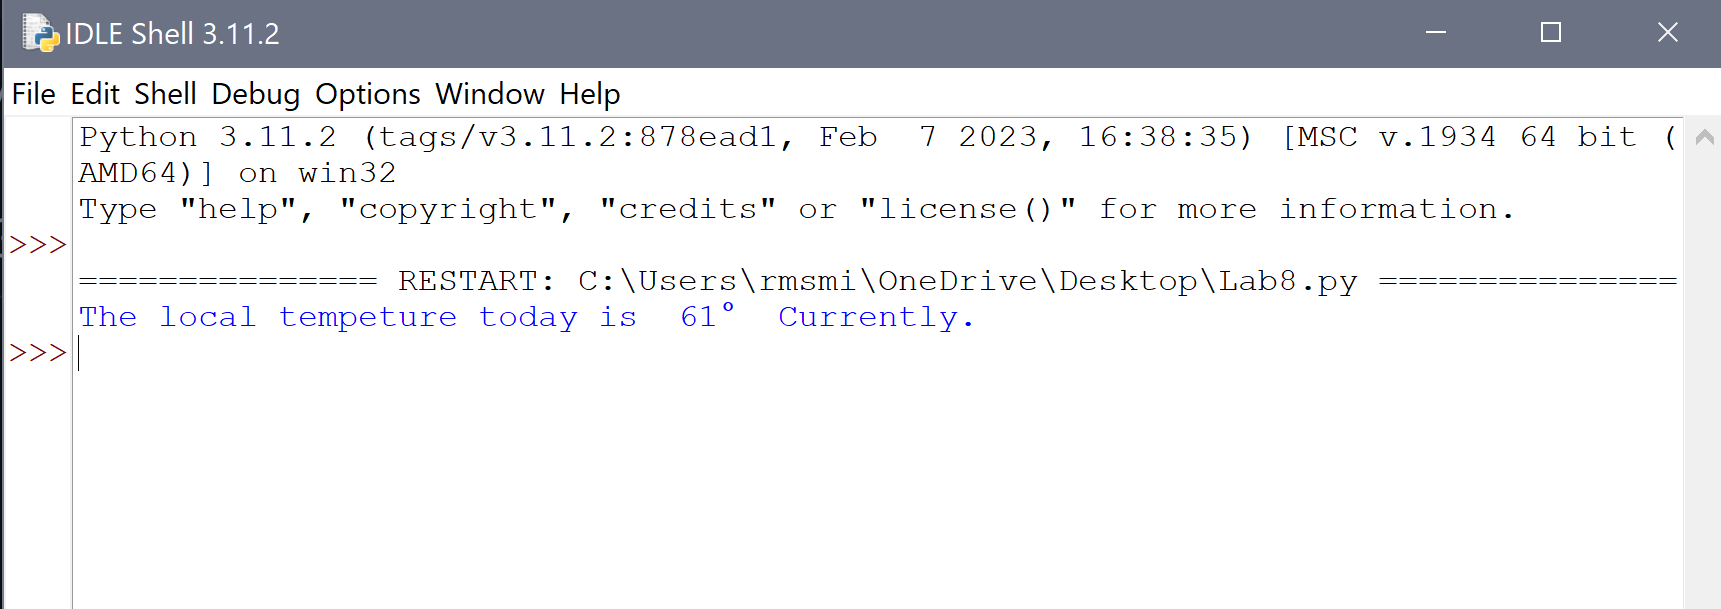 IDLE Shell 3.11.2
File Edit Shell Debug Options Window Help
Python 3.11.2 (tags/v3.11.2:878ead1, Feb  7 2023, 16:38:35) [MSC v.1934 64 bit (
AMD64)] on win32
Type "help", "copyright", "credits" or "license()" for more information.
>>>
=============== RESTART: C:\Users\rmsmi\OneDrive\Desktop\Lab8.py ===============
The local tempeture today is  61°  Currently.
>>>